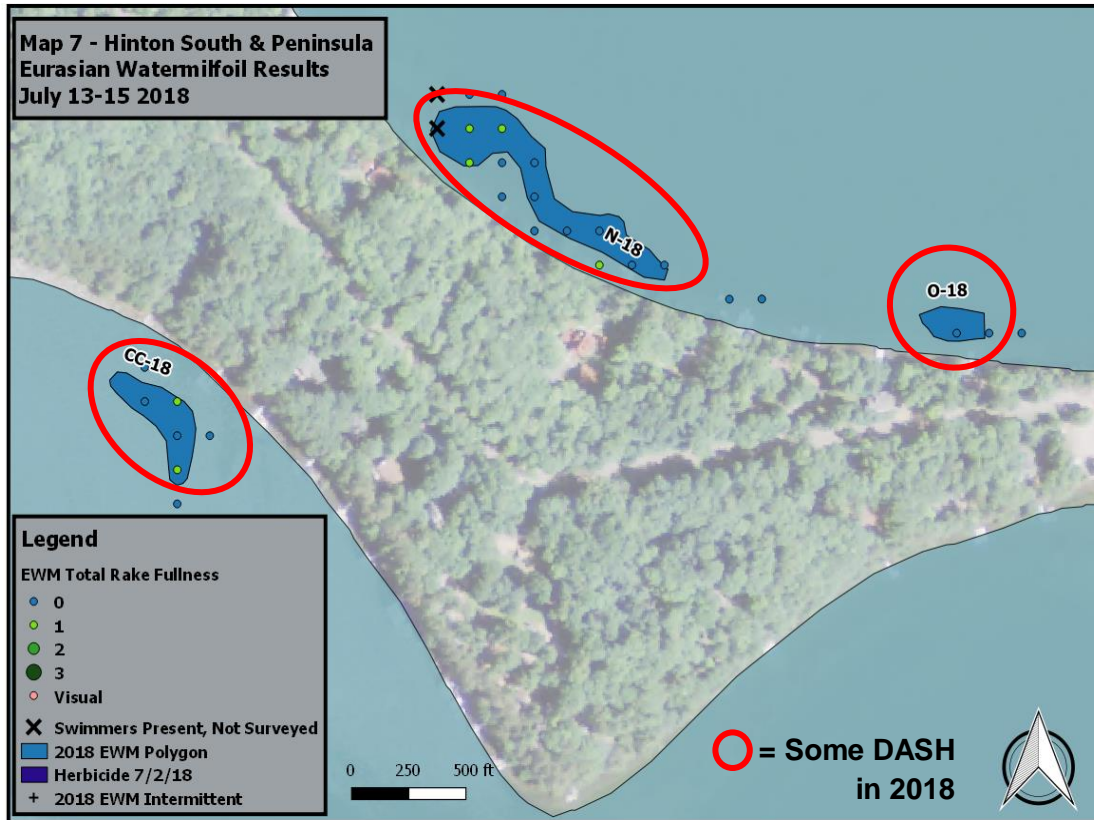 Map 7 - Hinton South & Peninsula
Eurasian Watermilfoil Results
July 13-15 2018
N-18
O-18
CC-18
Legend
EWM Total Rake Fullness
0
1
2
3
Visual
Swimmers Present, Not Surveyed
2018 EWM Polygon
Herbicide 7/2/18
2018 EWM Intermittent
0 250 500 ft
= Some DASH
in 2018